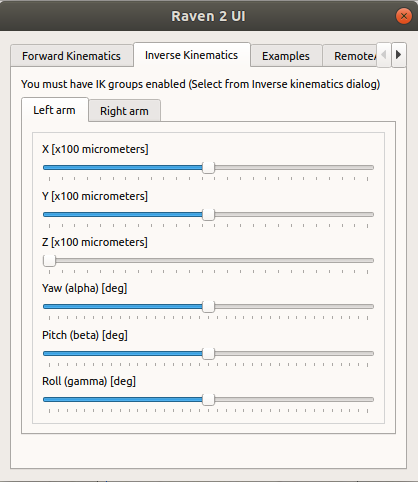 Raven 2 UI
Forward Kinematics Inverse Kinematics Examples
You must have IK groups enabled (Select from Inverse kinematics dialog)
Left arm Right arm
X [x100 micrometers]
Y [x100 micrometers]
Z [x100 micrometers]
Yaw (alpha) [deg]
Pitch (beta) [deg]
Roll (gamma) [deg]